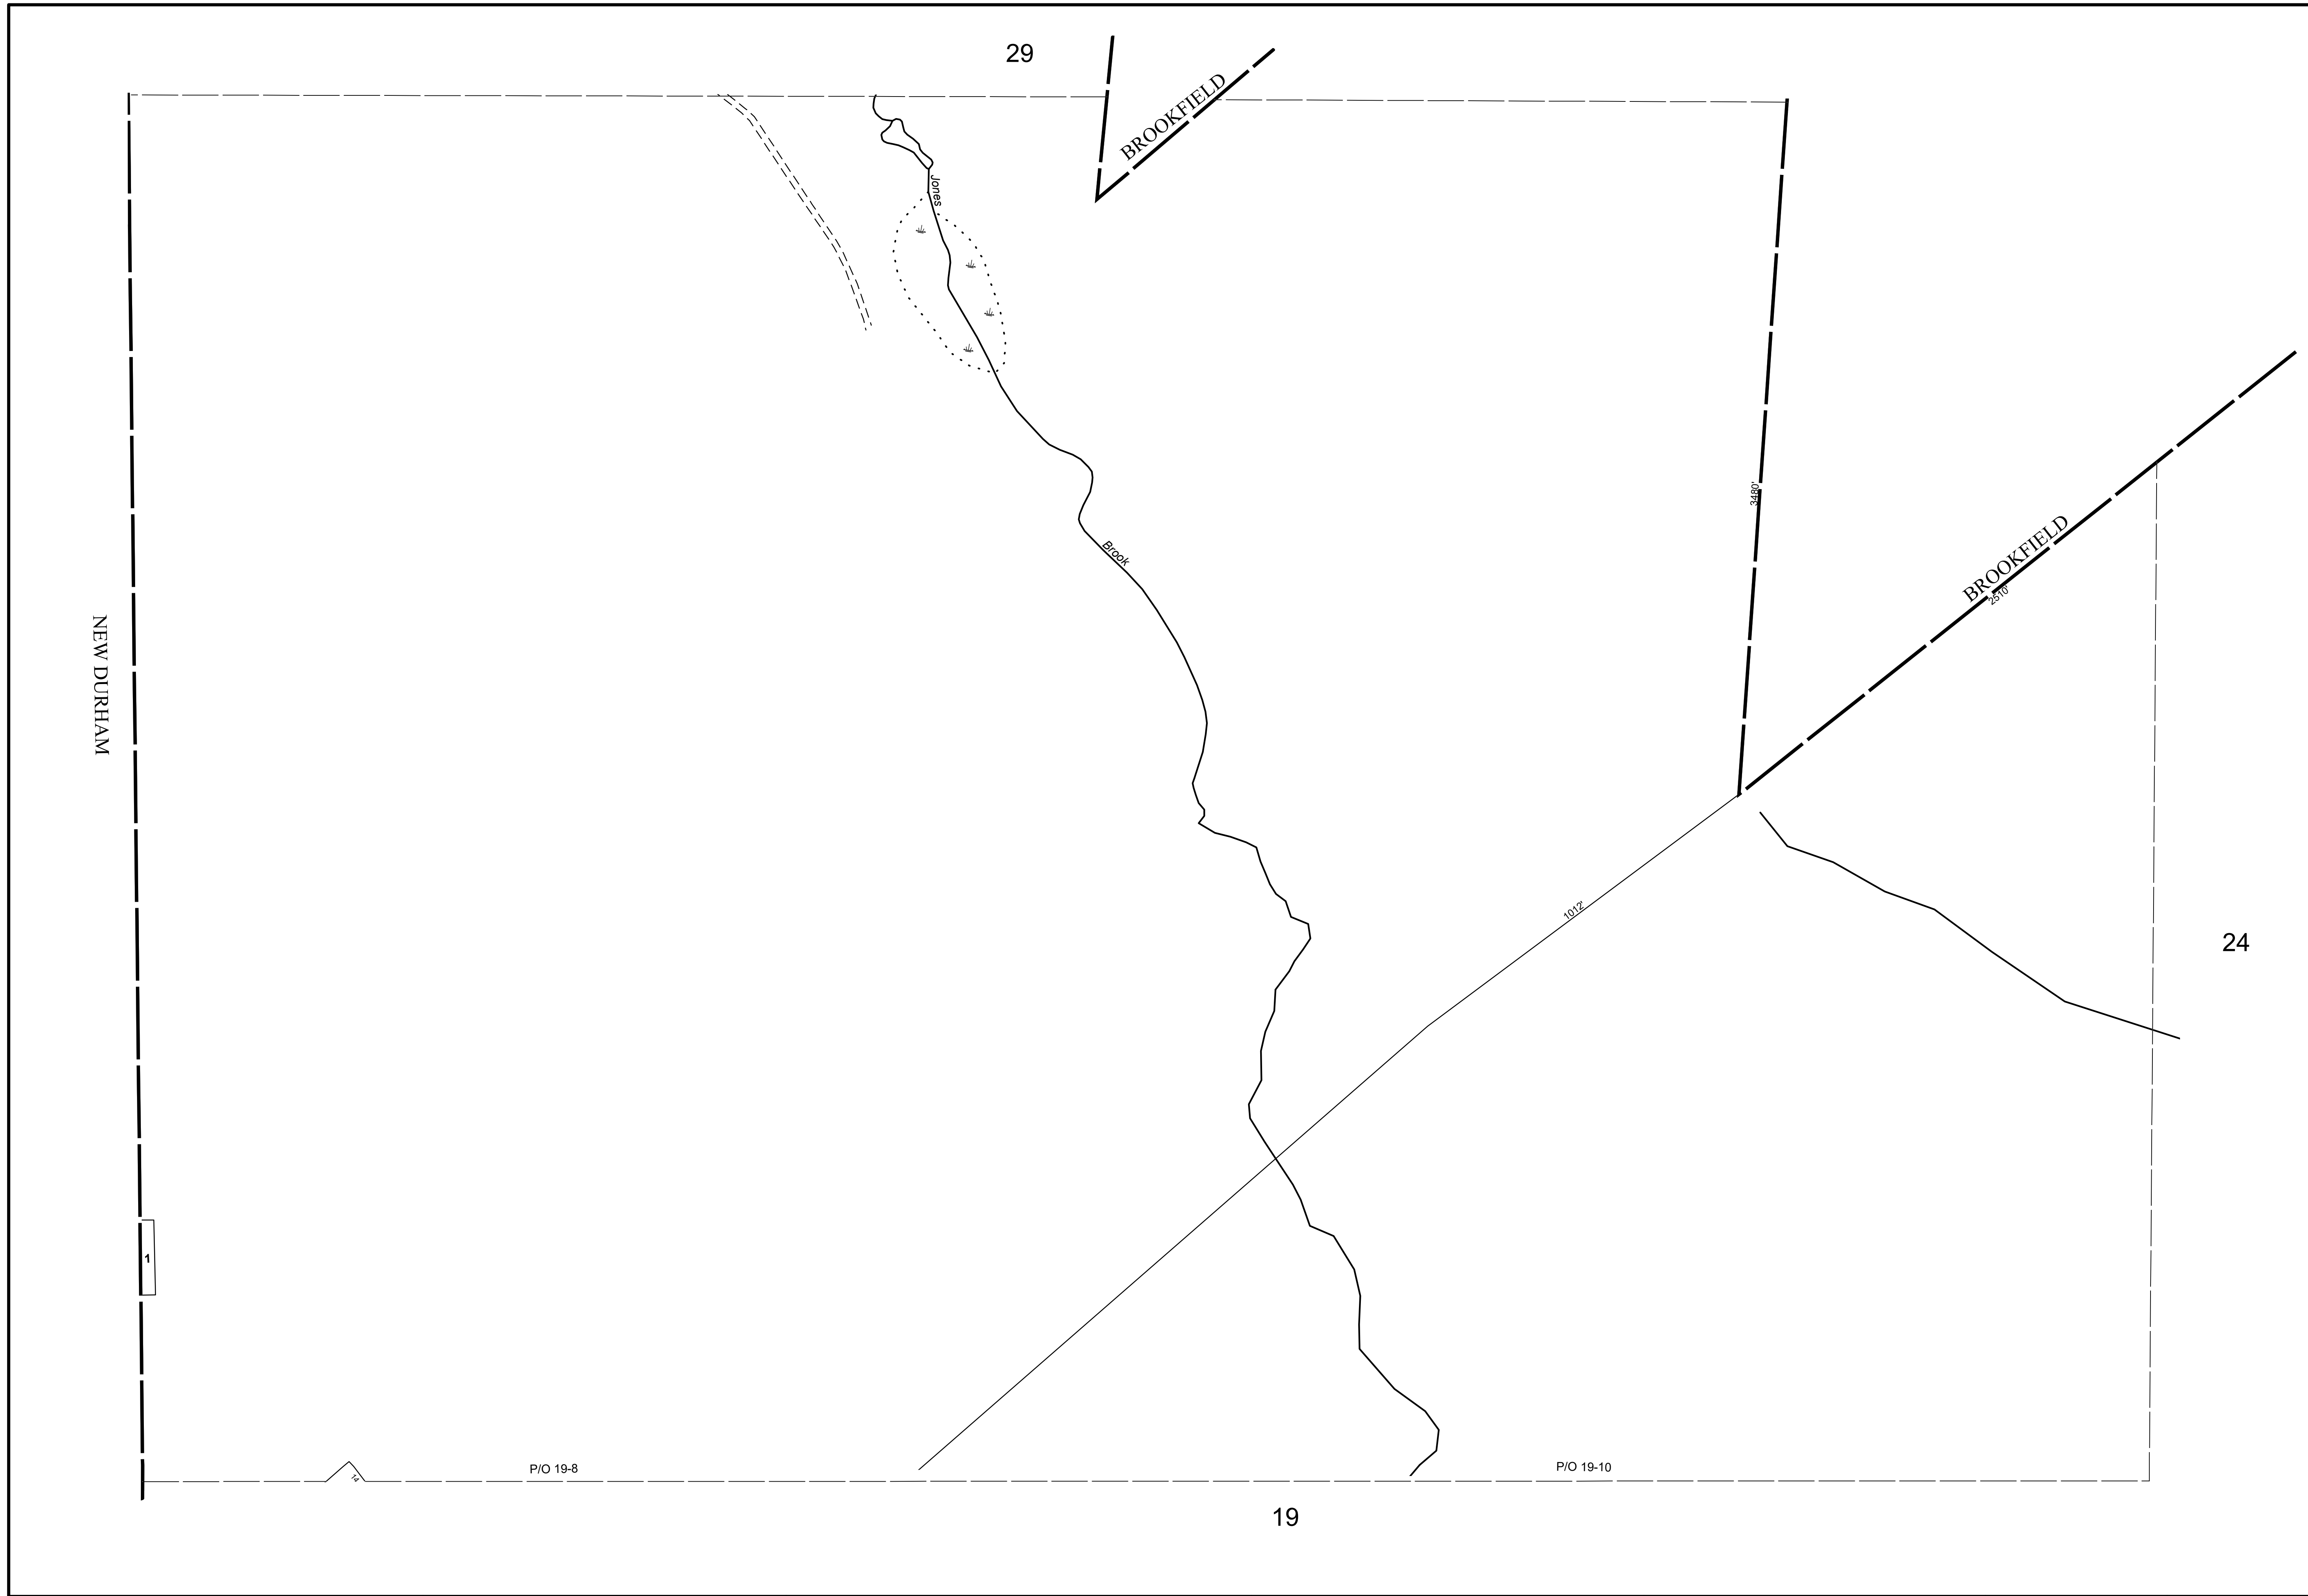 29
BROOKFIELD
Jones
3480'
Brook
BROOKFIELD
2510'
NEW DURHAM
1012'
24
1
14
P/O 19-8
P/O 19-10
19